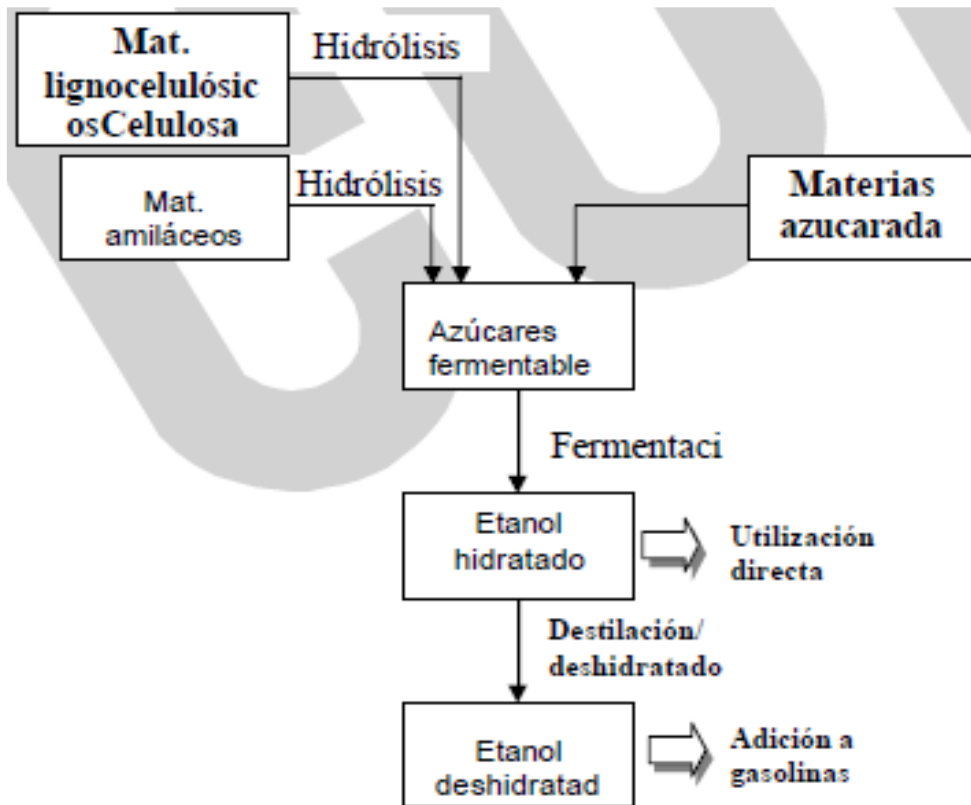 Mat.
lignocelulósic
osCelulosa
Hidrólisis
Mat.
amiláceos
Hidrólisis
Materias
azucarada
Azúcares
fermentable
Fermentaci
Etanol
hidratado
Utilización
directa
Destilación/
deshidratado
Etanol
deshidratad
Adición a
gasolinas